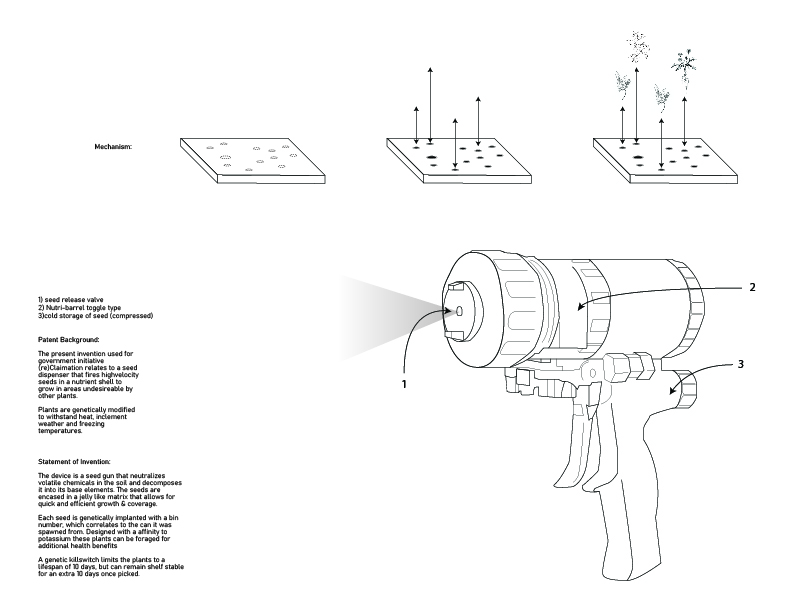 Mechanism:
1) seed release valve
2) Nutri-barrel toggle type
3)cold storage of seed (compressed)
Patent Background:
The present invention used for
government initiative
(re)Claimation relates to a seed
dispenser that fires highvelocity
seeds in a nutrient shell to
grow in areas undesireable by
other plants.
Plants are genetically modified
to withstand heat, inclement
weather and freezing
temperatures.
Statement of Invention:
The device is a seed gun that neutralizes
volatile chemicals in the soil and decomposes
it into its base elements. The seeds are
encased in a jelly like matrix that allows for
quick and efficient growth & coverage.
Each seed is genetically implanted with a bin
number, which correlates to the can it was
spawned from. Designed with a affinity to
potassium these plants can be foraged for
additional health benefits
A genetic killswitch limits the plants to a
lifespan of 10 days, but can remain shelf stable
for an extra 10 days once picked.
2
3
1